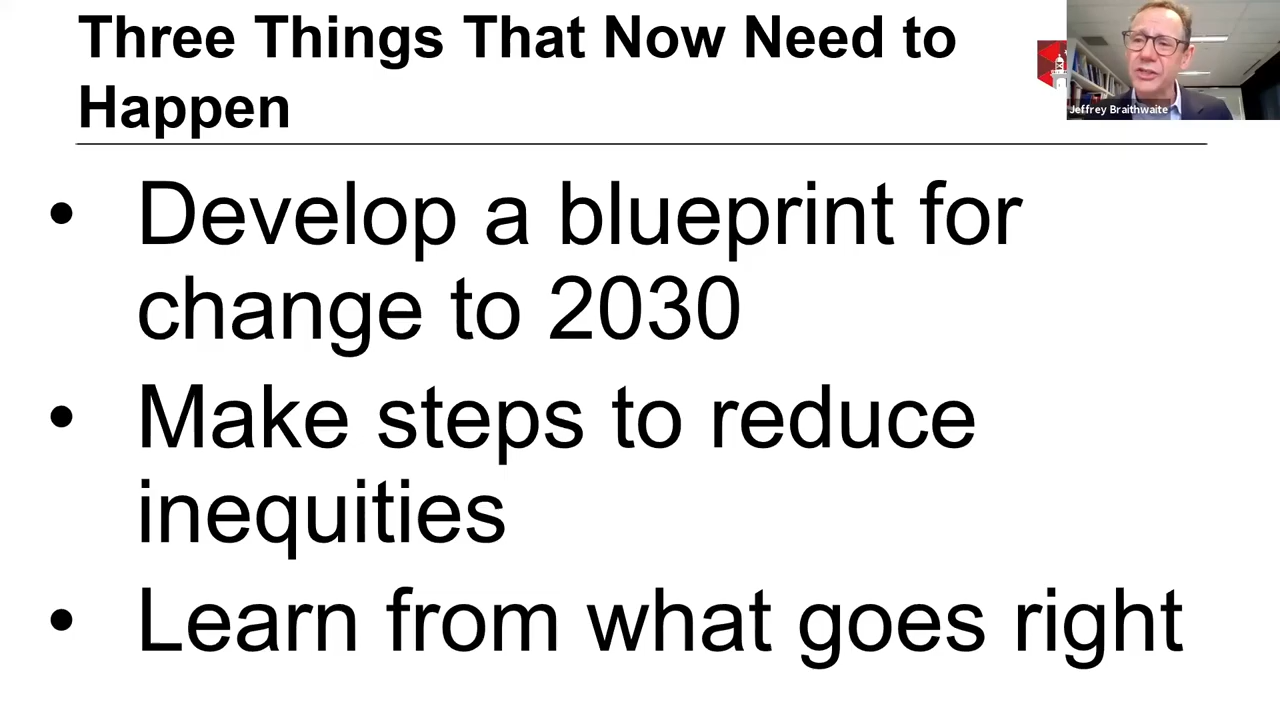 Three Things That Now Need to
Happen
Jeffrey Braithwaite
• Develop a blueprint for
change to 2030
• Make steps to reduce
inequities
• Learn from what goes right